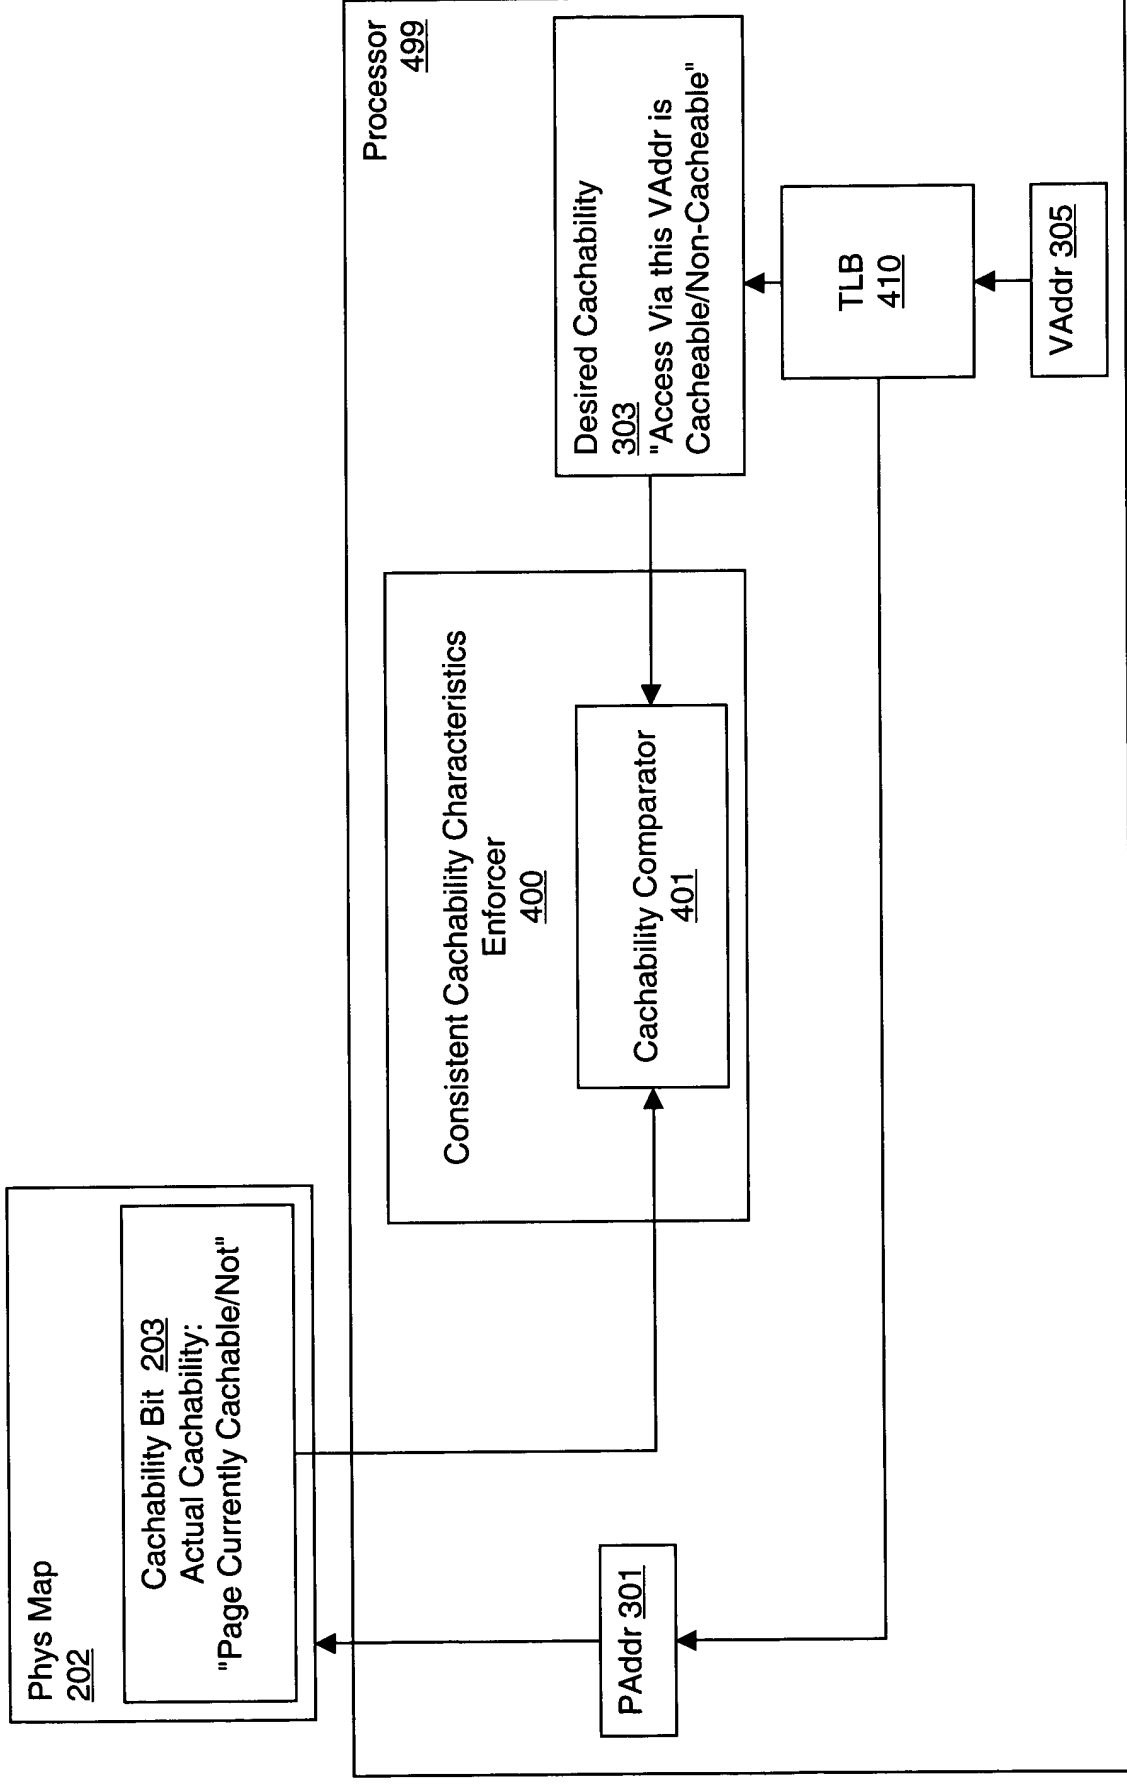 Phys Map
202
Cachability Bit 203
Actual Cachability:
"Page Currently Cachable/Not"
Processor
499
PAddr 301
Consistent Cachability Characteristics
Enforcer
400
Cachability Comparator
401
Desired Cachability
303
"Access Via this VAddr is
Cacheable/Non-Cacheable"
TLB
410
VAddr 305